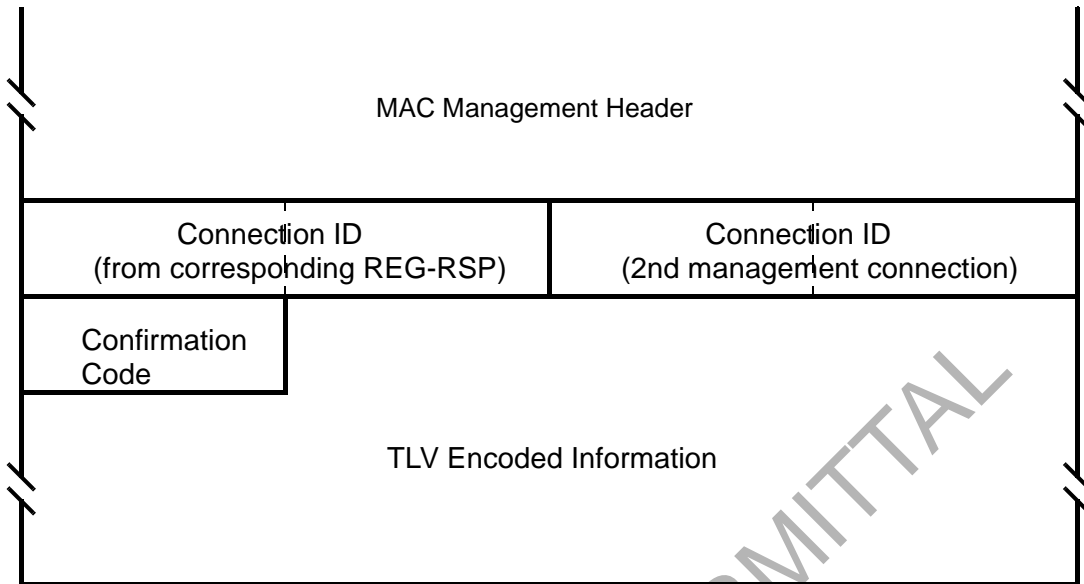 MAC Management Header
Connection ID
(from corresponding REG-RSP)
Connection ID
(2nd management connection)
Confirmation
Code
TLV Encoded Information